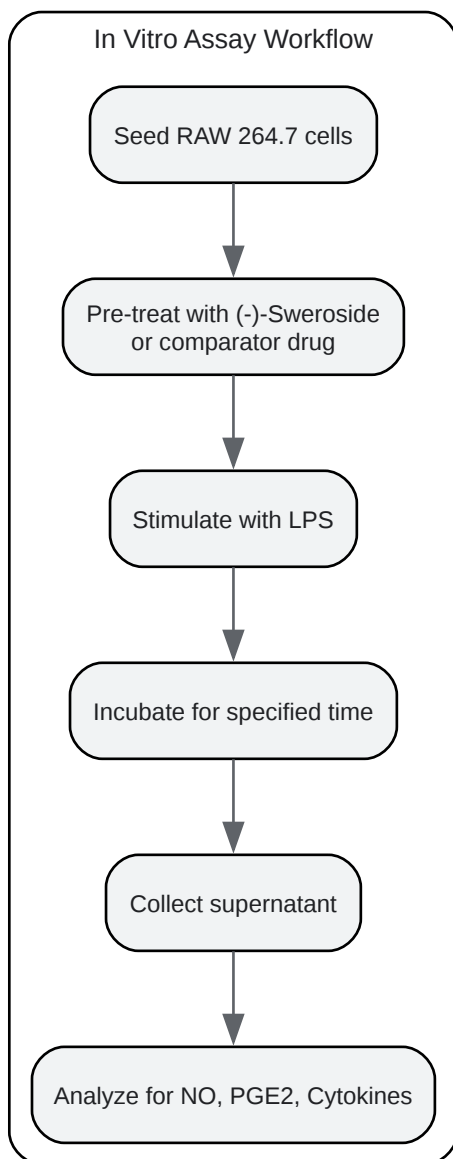 In Vitro Assay Workflow
Seed RAW 264.7 cells
Pre-treat with (-)-Sweroside
or comparator drug
Stimulate with LPS
Incubate for specified time
Collect supernatant
Analyze for NO, PGE2, Cytokines